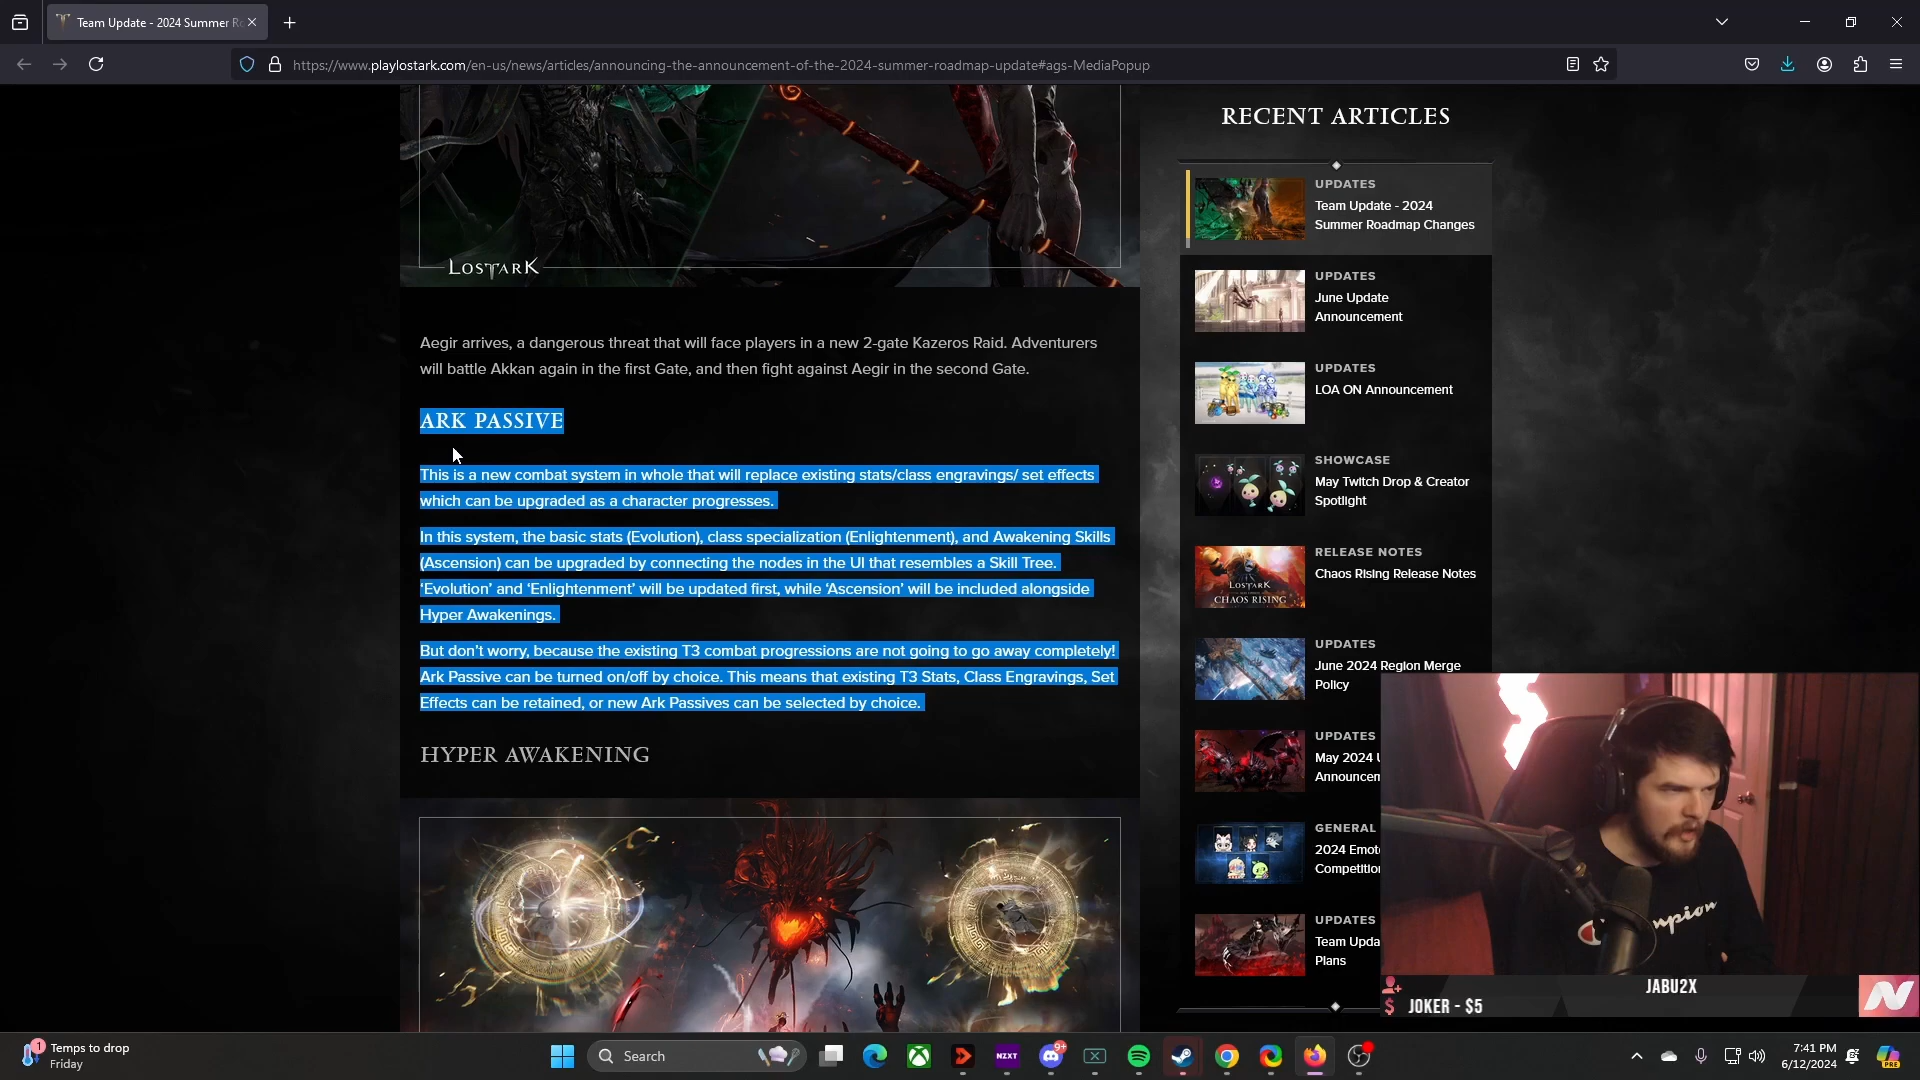 Team Update - 2024 Summer Ro
https://www.playlostark.com/en-us/news/articles/announcing-the-announcement-of-the-2024-summer-roadmap-update#ags-MediaPopup
LOSTARK
Aegir arrives, a dangerous threat that will face players in a new 2-gate Kazeros Raid. Adventurers
will battle Akkan again in the first Gate, and then fight against Aegir in the second Gate.
ARK PASSIVE
This is a new combat system in whole that will replace existing stats/class engravings/ set effects
which can be upgraded as a character progresses.
In this system, the basic stats (Evolution), class specialization (Enlightenment), and Awakening Skills
(Ascension) can be upgraded by connecting the nodes in the UI that resembles a Skill Tree.
‘Evolution’ and ‘Enlightenment’ will be updated first, while ‘Ascension’ will be included alongside
Hyper Awakenings.
But don’t worry, because the existing T3 combat progressions are not going to go away completely!
Ark Passive can be turned on/off by choice. This means that existing T3 Stats, Class Engravings, Set
Effects can be retained, or new Ark Passives can be selected by choice.
HYPER AWAKENING
RECENT ARTICLES
UPDATES
Team Update - 2024
Summer Roadmap Changes
UPDATES
June Update
Announcement
UPDATES
LOA ON Announcement
SHOWCASE
May Twitch Drop & Creator
Spotlight
LOSTARK
CHAOS RISING
RELEASE NOTES
Chaos Rising Release Notes
UPDATES
June 2024 Region Merge
Policy
UPDATES
May 2024 U
Announcem
GENERAL
2024 Emot
Competitio
UPDATES
Team Upda
Plans
mpion
JABU2X
$ JOKER - $5
N
1
Temps to drop
Friday
Search
NZXT
9+
7:41 PM
6/12/2024
PRE